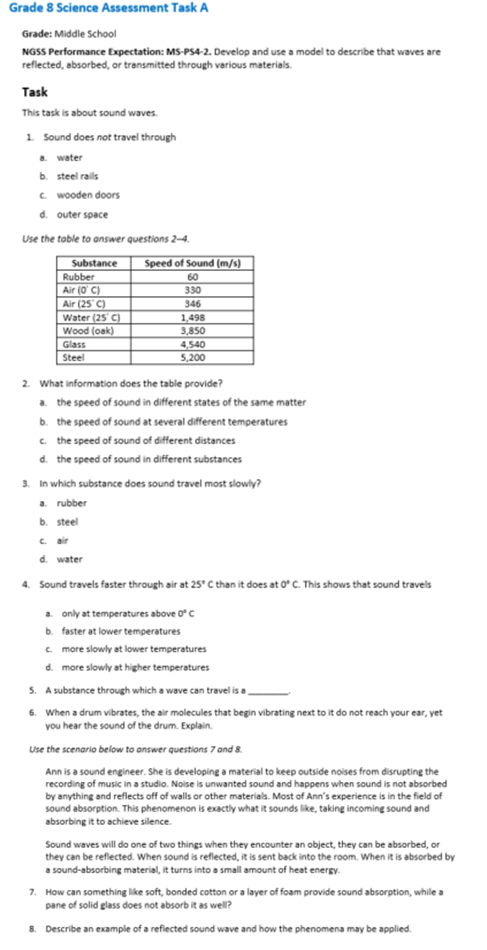 Grade 8 Science Assessment Task A
Grade: Middle School
NGSS Performance Expectation: MS-PS4-2. Develop and use a model to describe that waves are
reflected, absorbed, or transmitted through various materials.
Task
This task is about sound waves.
1. Sound does not travel through
a. water
b. steel rails
c. wooden doors
d. outer space
Use the table to answer questions 2–4.
Substance Speed of Sound (m/s)
Rubber 60
Air (0° C) 330
Air (25° C) 346
Water (25° C) 1,498
Wood (oak) 3,850
Glass 4,540
Steel 5,200
2. What information does the table provide?
a. the speed of sound in different states of the same matter
b. the speed of sound at several different temperatures
c. the speed of sound of different distances
d. the speed of sound in different substances
3. In which substance does sound travel most slowly?
a. rubber
b. steel
c. air
d. water
4. Sound travels faster through air at 25° C than it does at 0° C. This shows that sound travels
a. only at temperatures above 0° C
b. faster at lower temperatures
c. more slowly at lower temperatures
d. more slowly at higher temperatures
5. A substance through which a wave can travel is a ________.
6. When a drum vibrates, the air molecules that begin vibrating next to it do not reach your ear, yet
you hear the sound of the drum. Explain.
Use the scenario below to answer questions 7 and 8.
Ann is a sound engineer. She is developing a material to keep outside noises from disrupting the
recording of music in a studio. Noise is unwanted sound and happens when sound is not absorbed
by anything and reflects off of walls or other materials. Most of Ann's experience is in the field of
sound absorption. This phenomenon is exactly what it sounds like, taking incoming sound and
absorbing it to achieve silence.
Sound waves will do one of two things when they encounter an object, they can be absorbed, or
they can be reflected. When sound is reflected, it is sent back into the room. When it is absorbed by
a sound-absorbing material, it turns into a small amount of heat energy.
7. How can something like soft, bonded cotton or a layer of foam provide sound absorption, while a
pane of solid glass does not absorb it as well?
8. Describe an example of a reflected sound wave and how the phenomena may be applied.